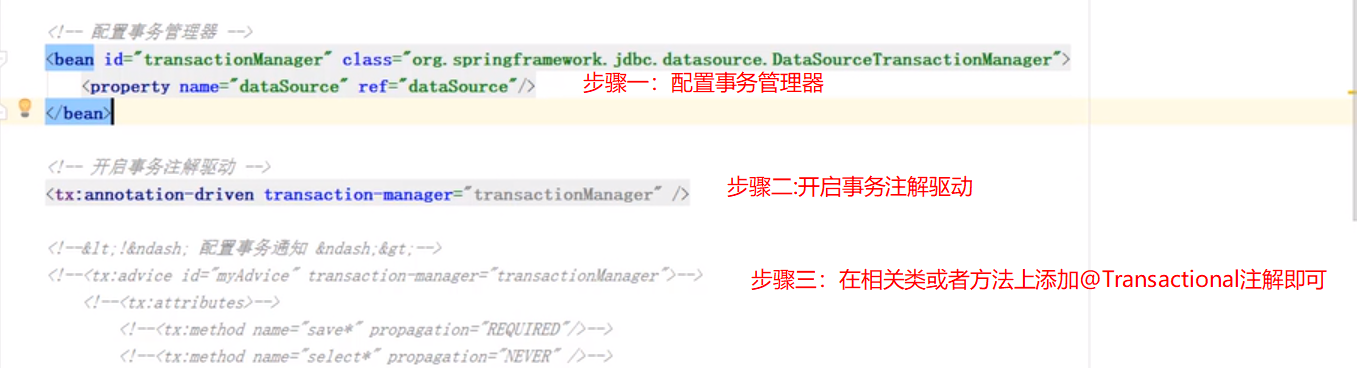 <!-- 配置事务管理器 -->
<bean id="transactionManager" class="org.springframework.jdbc.datasource.DataSourceTransactionManager">
<property name="dataSource" ref="dataSource"/> 步骤一：配置事务管理器
</bean>
<!-- 开启事务注解驱动 -->
<tx:annotation-driven transaction-manager="transactionManager" /> 步骤二:开启事务注解驱动
<!--&lt;!&ndash; 配置事务通知 &ndash;&gt;-->
<!--<tx:advice id="myAdvice" transaction-manager="transactionManager">--> 步骤三：在相关类或者方法上添加@Transactional注解即可
<!--<tx:attributes>-->
<!--<tx:method name="save*" propagation="REQUIRED"/>-->
<!--<tx:method name="select*" propagation="NEVER" />-->